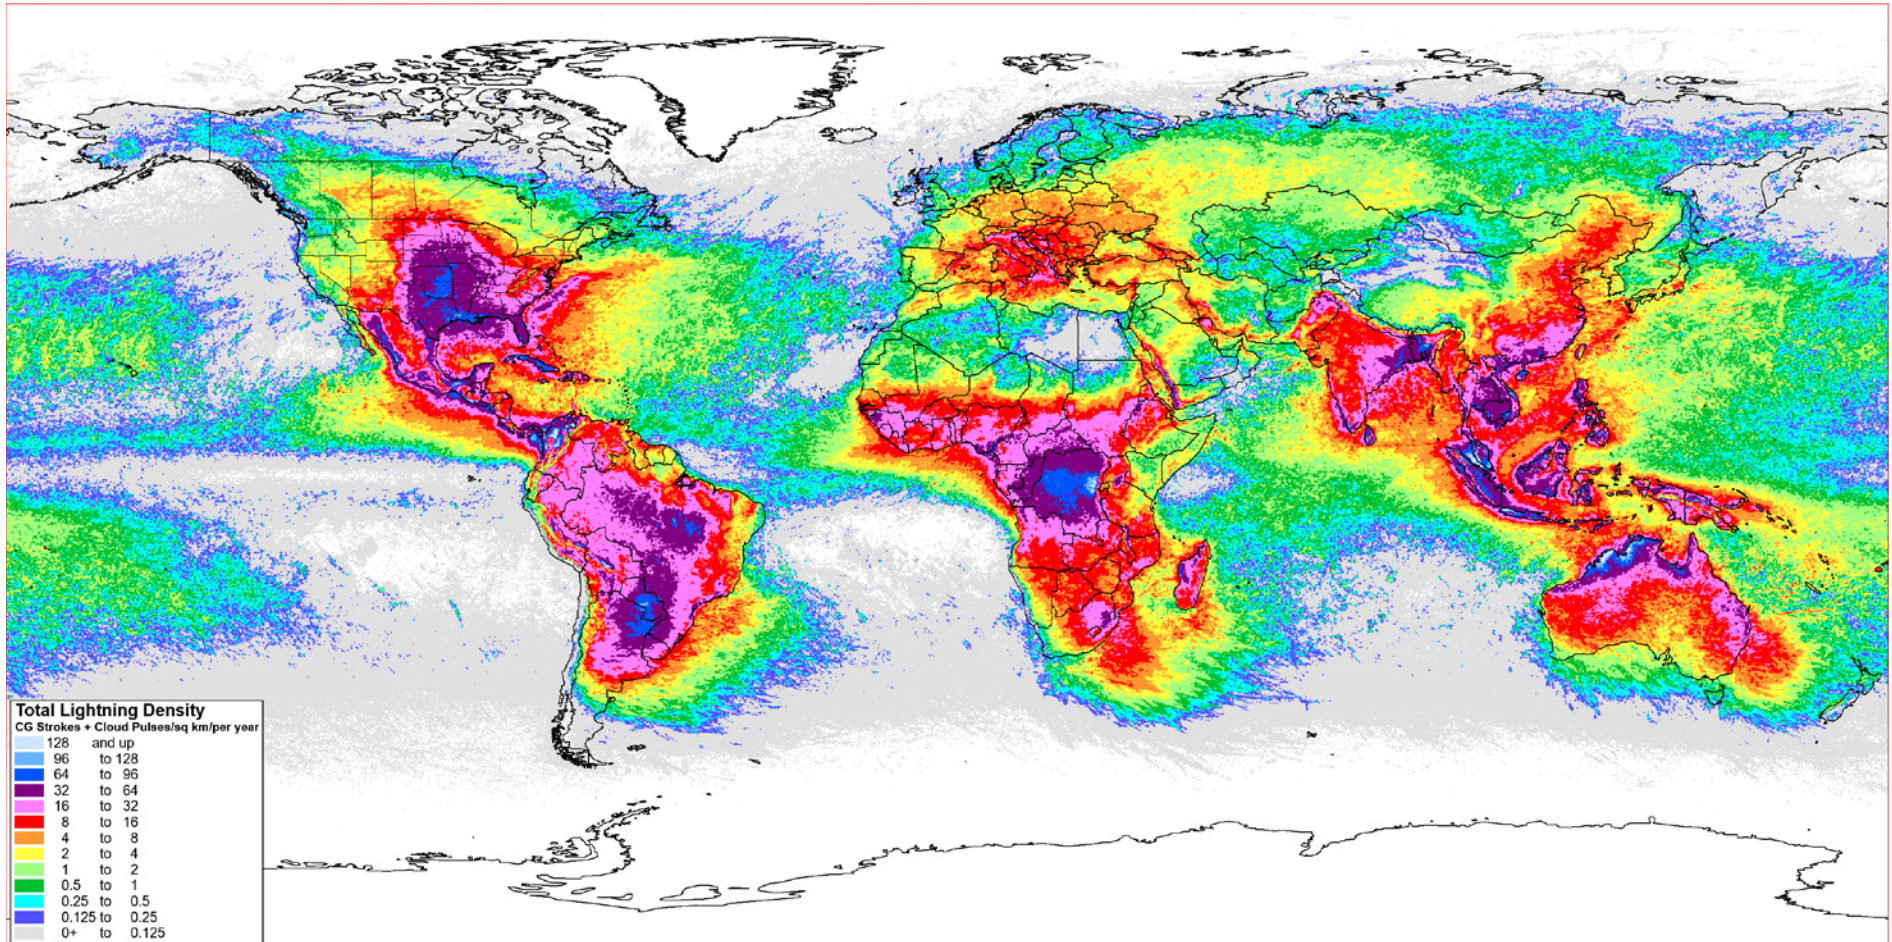 Total Lightning Density
CG Strokes + Cloud Pulses/sq km/per year
128 and up
96 to 128
64 to 96
32 to 64
16 to 32
8 to 16
4 to 8
2 to 4
1 to 2
0.5 to 1
0.25 to 0.5
0.125 to 0.25
0+ to 0.125